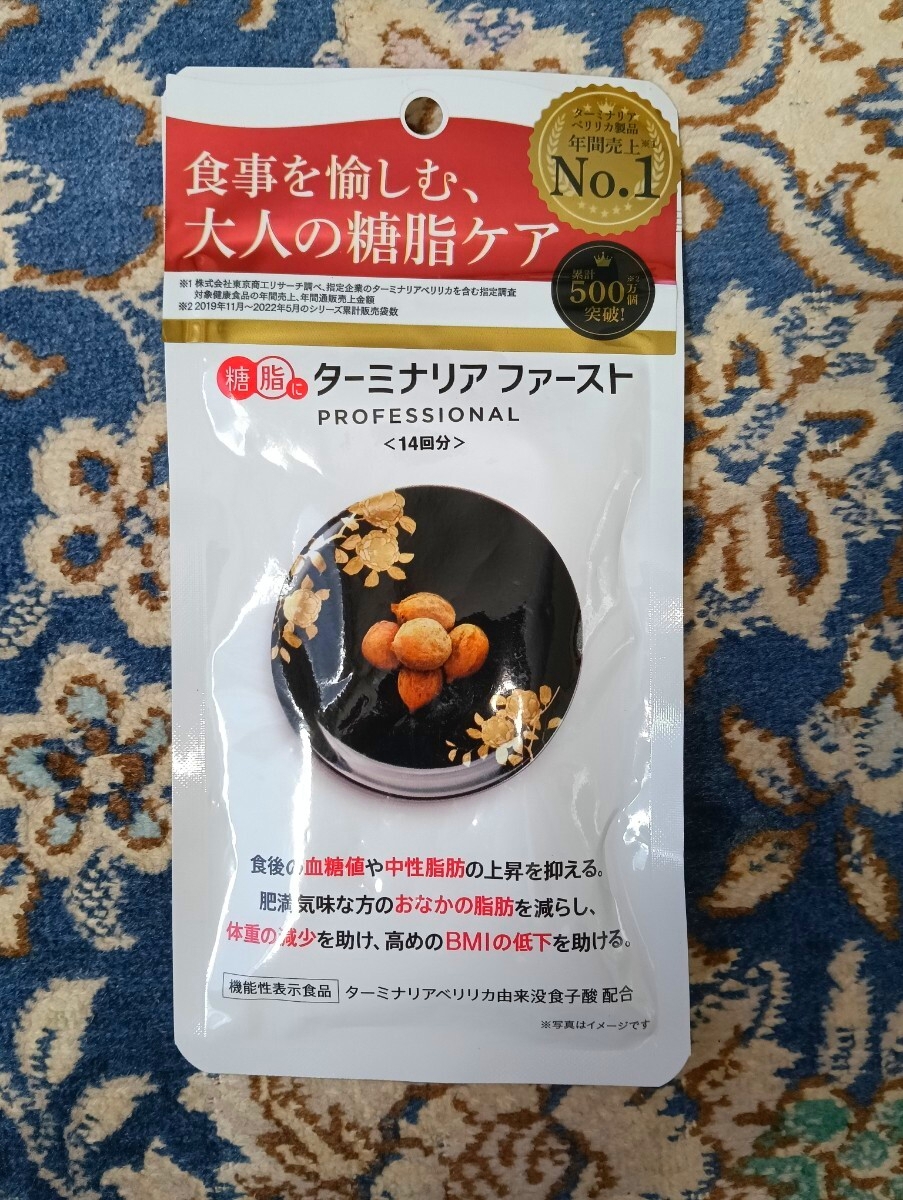 ターミナリア
ベリリカ製品
年間売上※1
No.1
食事を愉しむ、
大人の糖脂ケア
※1 株式会社東京商工リサーチ調べ、指定企業のターミナリアベリリカを含む指定調査
対象健康食品の年間売上、年間通販売上金額
※2 2019年11月～2022年5月のシリーズ累計販売袋数
累計
500万個※2
突破!
糖脂に ターミナリア ファースト
PROFESSIONAL
<14回分>
食後の血糖値や中性脂肪の上昇を抑える。
肥満気味な方のおなかの脂肪を減らし、
体重の減少を助け、高めのBMIの低下を助ける。
機能性表示食品 ターミナリアベリリカ由来没食子酸 配合
※写真はイメージです